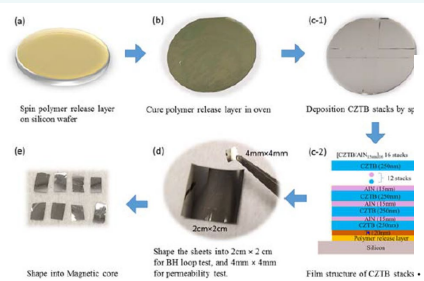 (a)
Spin polymer release layer
on silicon wafer
(b)
Cure polymer release layer in oven
(c-1)
Deposition CZTB stacks by sp
(e)
Shape into Magnetic core
(d)
4mm×4mm
2cm×2cm
Shape the sheets into 2cm × 2 cm
for BH loop test, and 4mm × 4mm
for permeability test.
(c-2)
16 stacks
CZTB (250nm)
12 stacks
AlN (15nm)
CZTB (250nm)
AlN (15nm)
CZTB (250nm)
AlN (15nm)
CZTB (250nm)
Polymer release layer
Silicon
Film structure of CZTB stacks